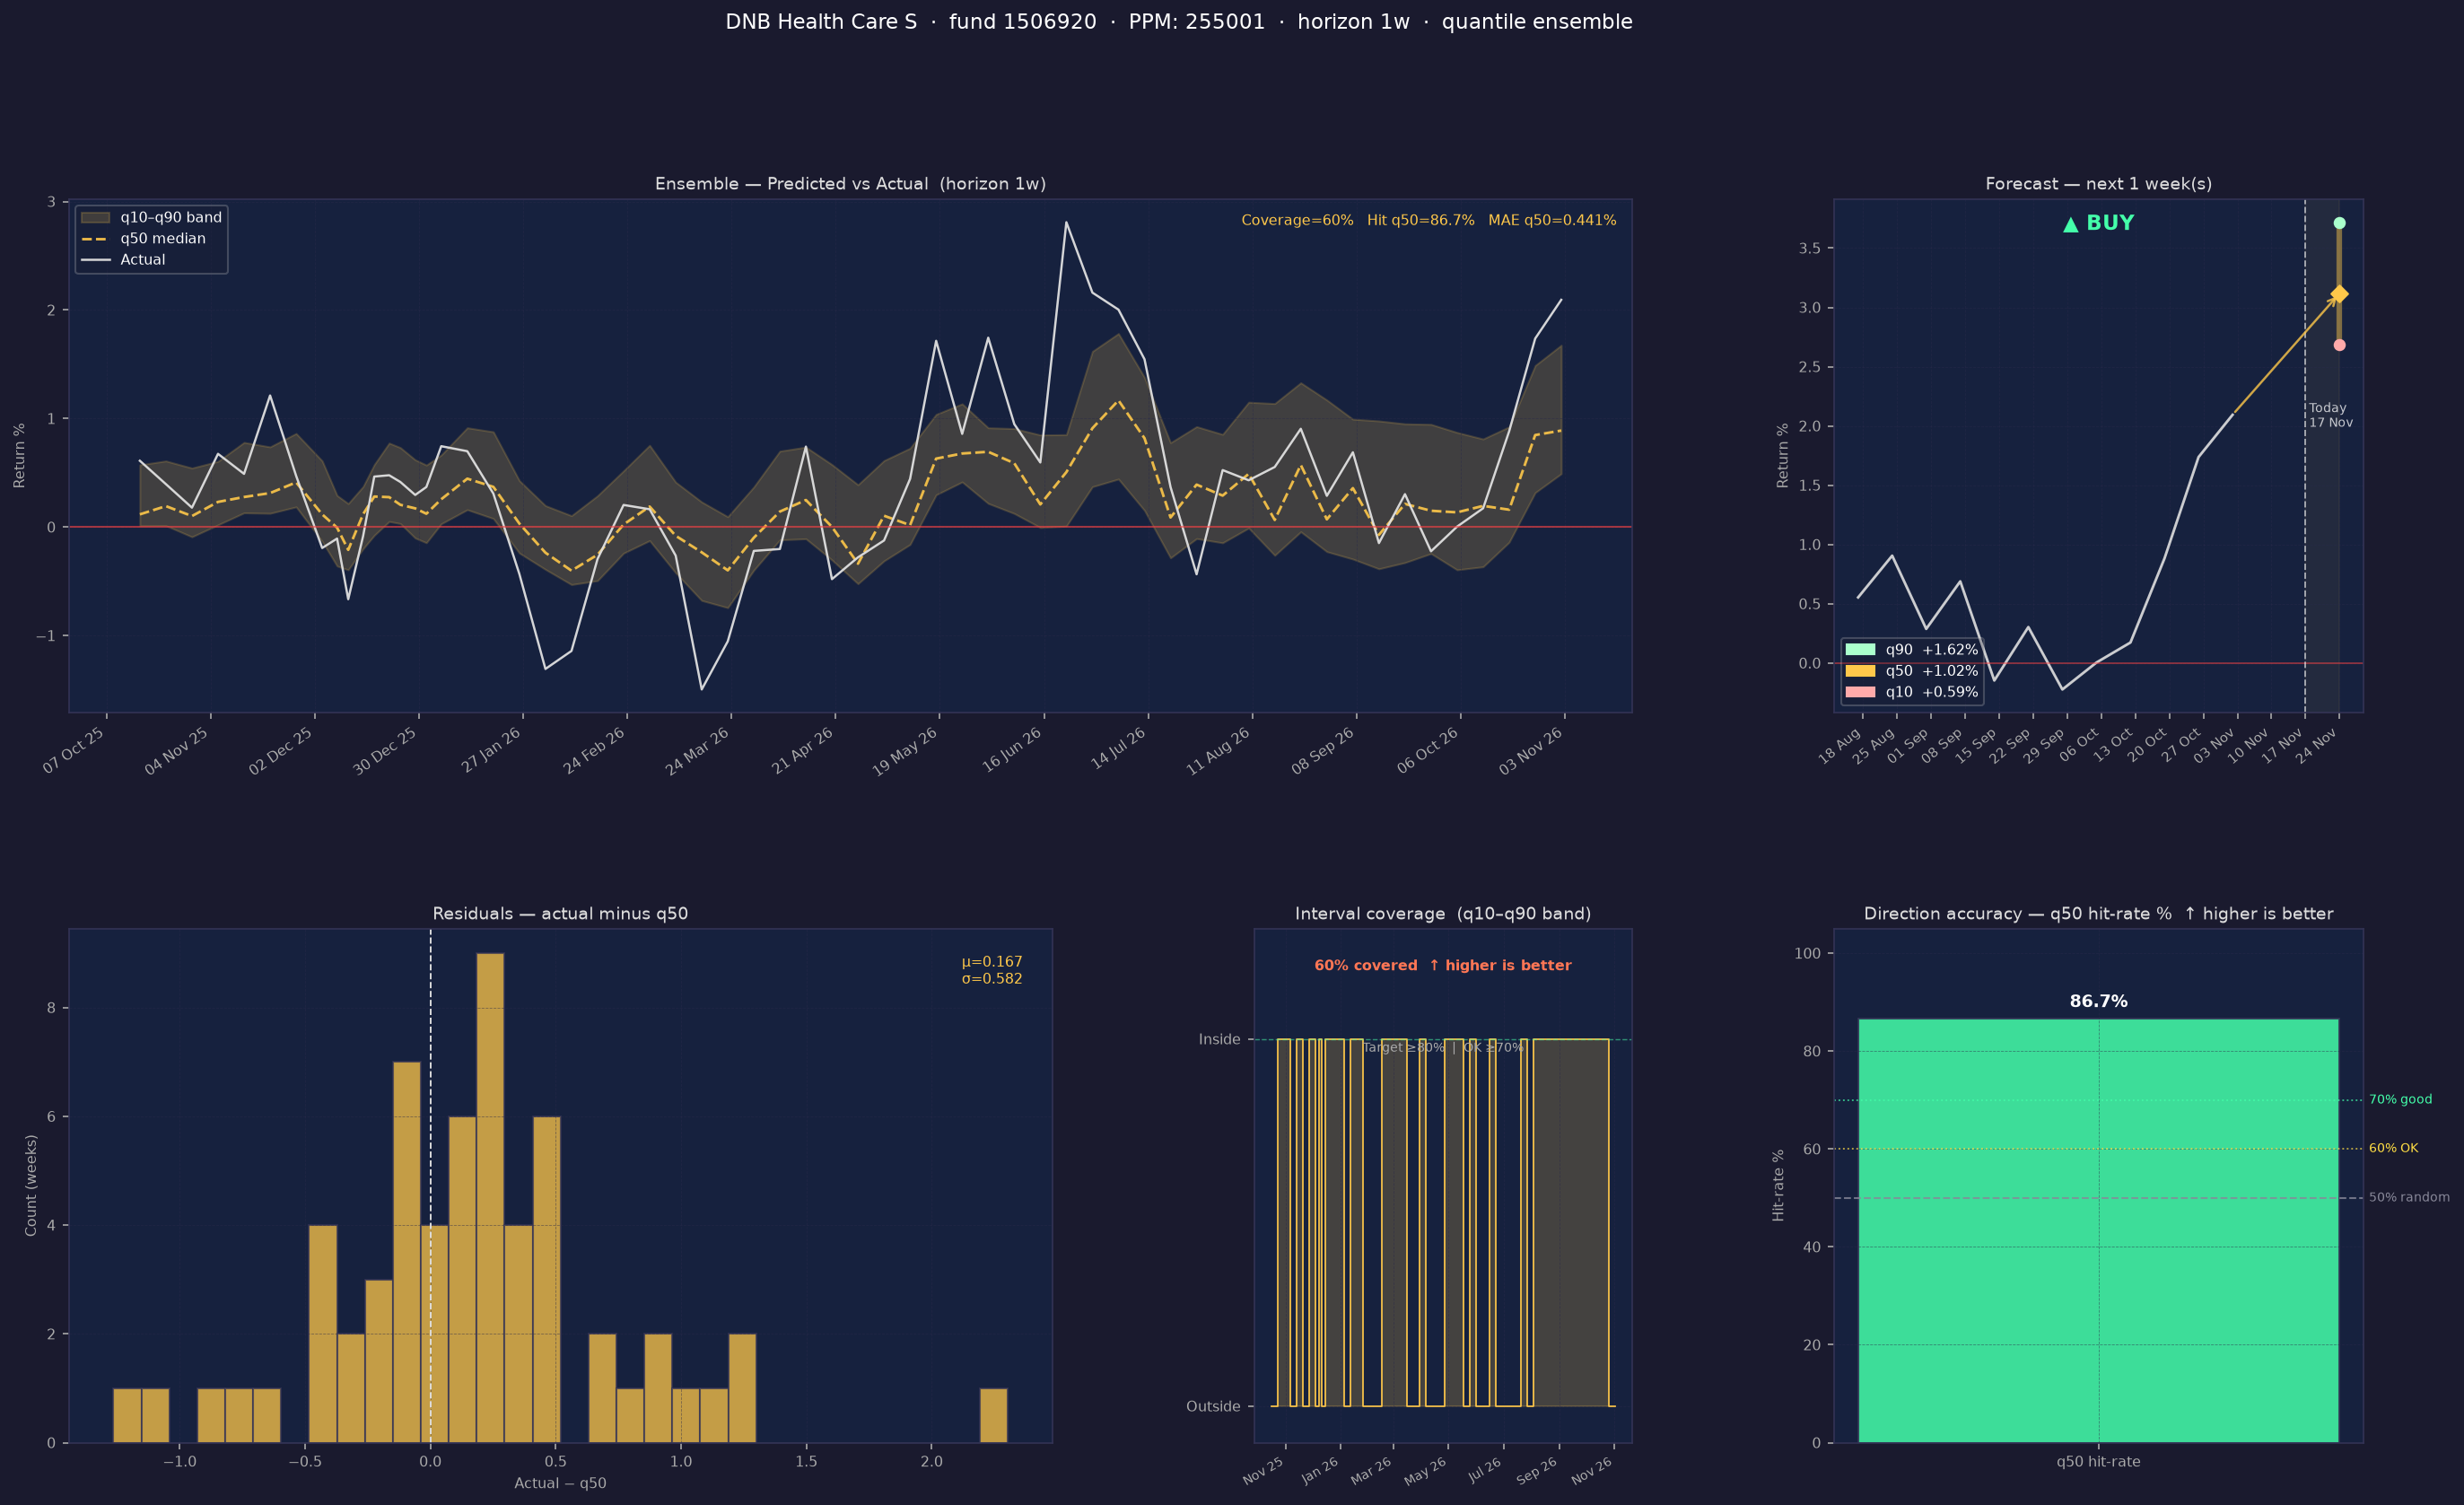 DNB Health Care S · fund 1506920 · PPM: 255001 · horizon 1w · quantile ensemble
Ensemble — Predicted vs Actual (horizon 1w)
q10–q90 band
q50 median
Actual
Coverage=60% Hit q50=86.7% MAE q50=0.441%
Return %
3
2
1
0
−1
07 Oct 25
04 Nov 25
02 Dec 25
30 Dec 25
27 Jan 26
24 Feb 26
24 Mar 26
21 Apr 26
19 May 26
16 Jun 26
14 Jul 26
11 Aug 26
08 Sep 26
06 Oct 26
03 Nov 26
Forecast — next 1 week(s)
▲ BUY
Return %
3.5
3.0
2.5
2.0
1.5
1.0
0.5
0.0
Today
17 Nov
q90 +1.62%
q50 +1.02%
q10 +0.59%
18 Aug
25 Aug
01 Sep
08 Sep
15 Sep
22 Sep
29 Sep
06 Oct
13 Oct
20 Oct
27 Oct
03 Nov
10 Nov
17 Nov
24 Nov
Residuals — actual minus q50
μ=0.167
σ=0.582
Count (weeks)
8
6
4
2
0
−1.0
−0.5
0.0
0.5
1.0
1.5
2.0
Actual − q50
Interval coverage (q10–q90 band)
60% covered ↑ higher is better
Inside
Target ≥80% | OK ≥70%
Outside
Nov 25
Jan 26
Mar 26
May 26
Jul 26
Sep 26
Nov 26
Direction accuracy — q50 hit-rate % ↑ higher is better
Hit-rate %
100
80
60
40
20
0
86.7%
70% good
60% OK
50% random
q50 hit-rate